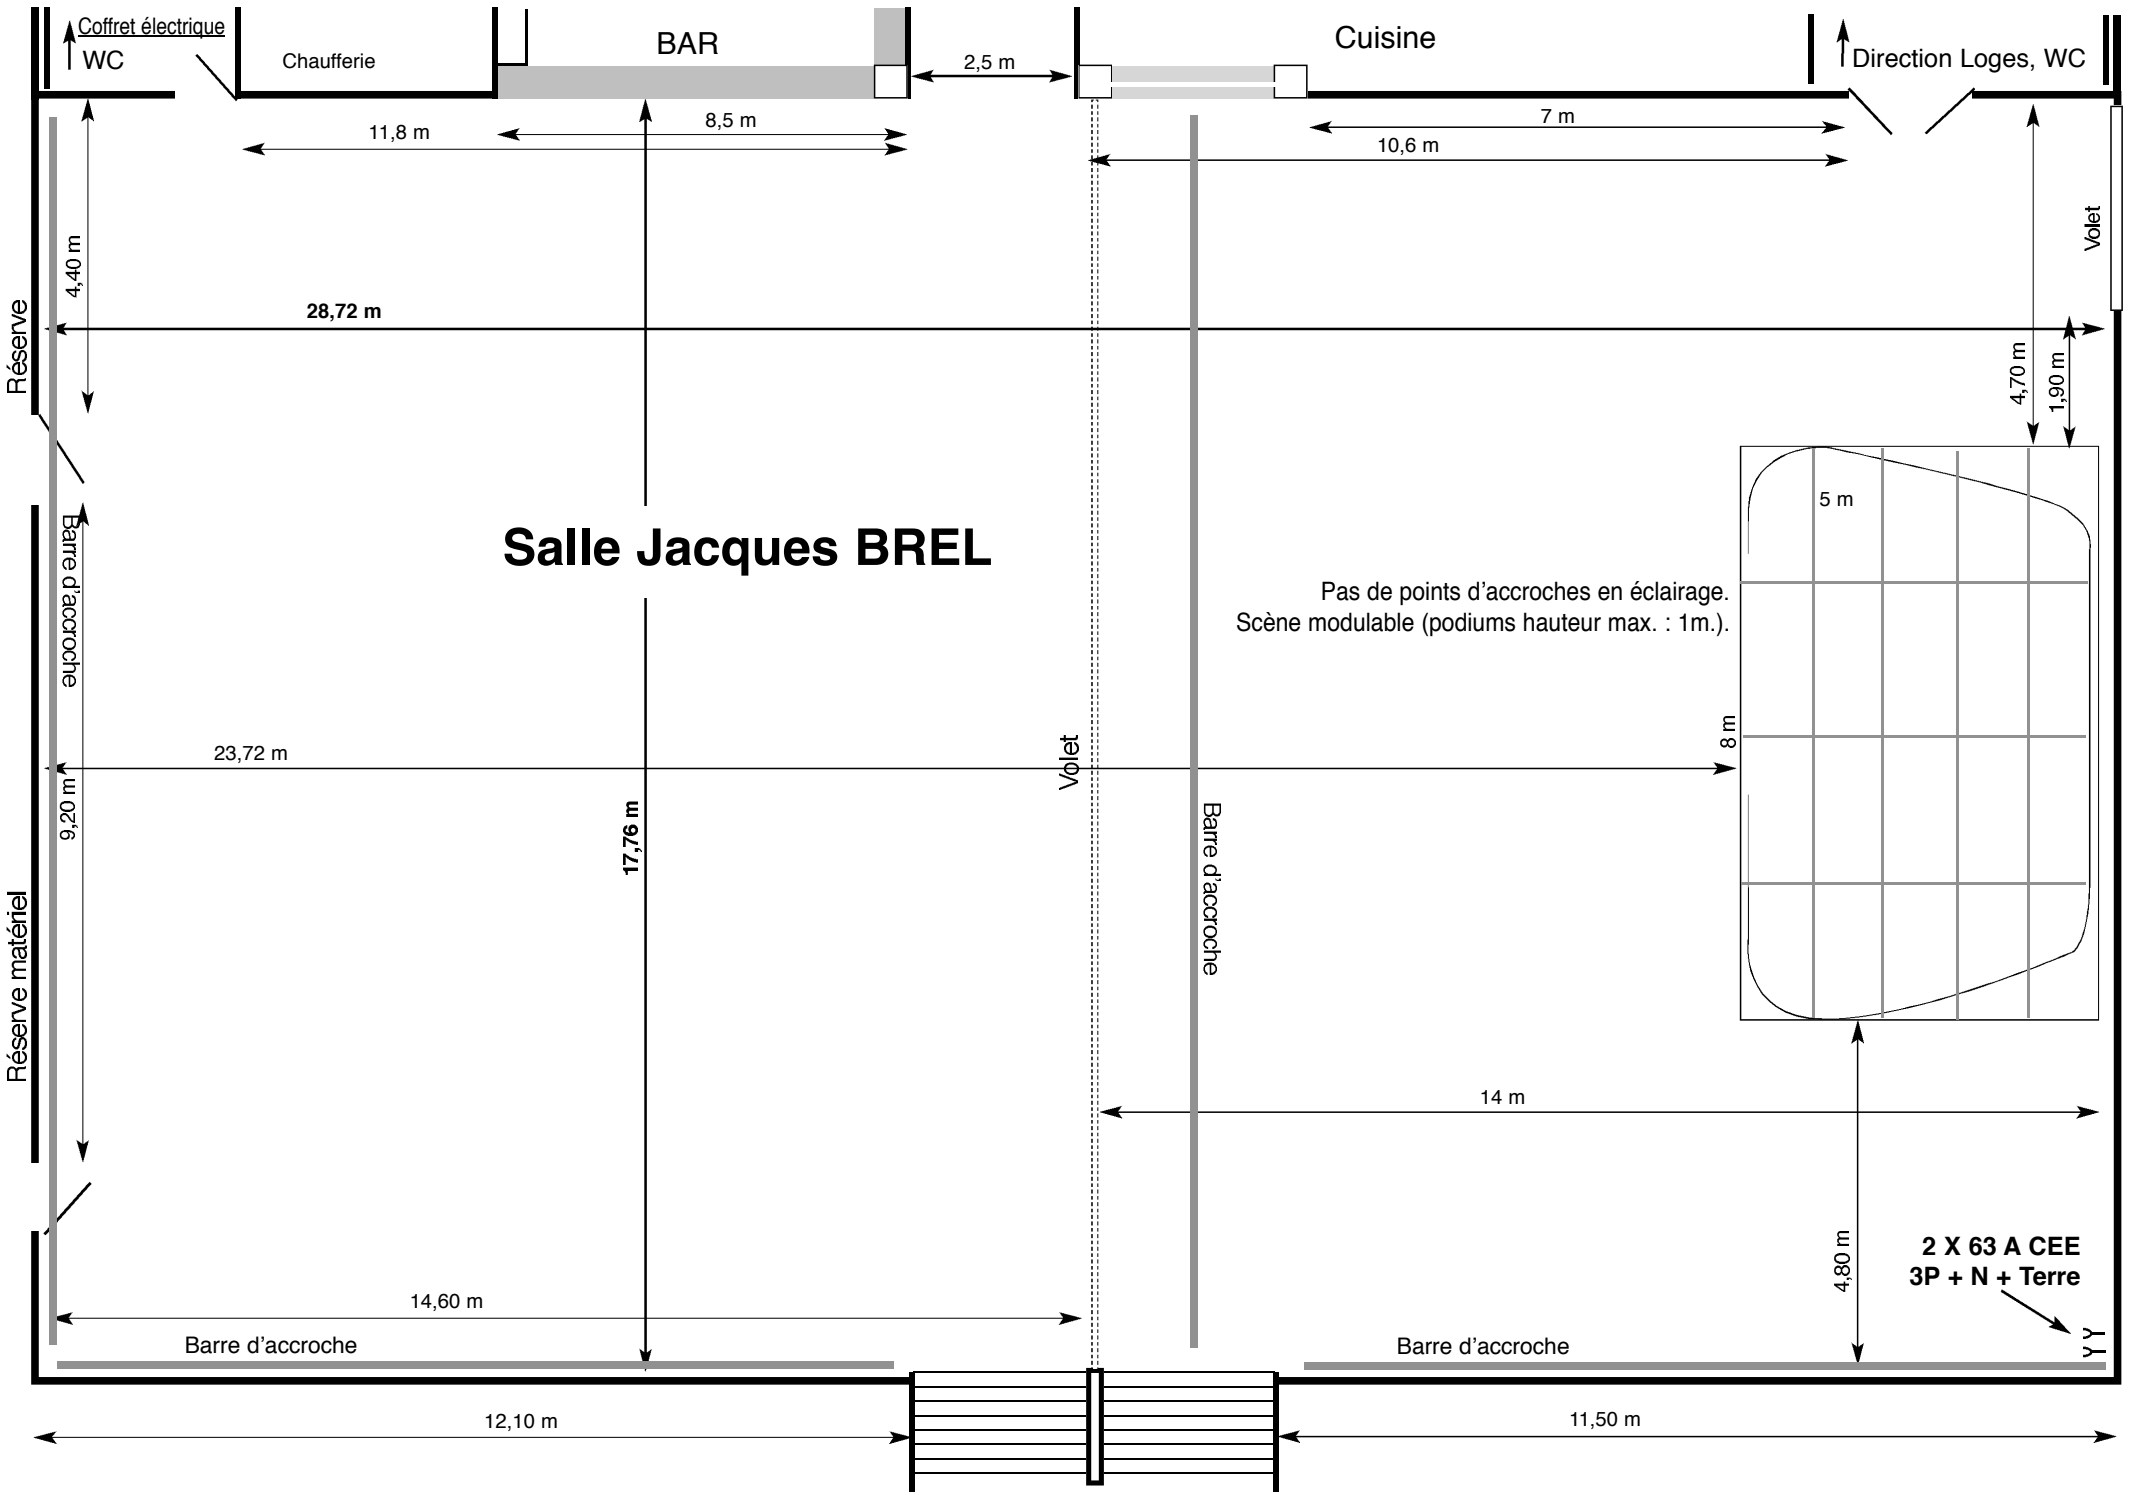 Coffret électrique
WC
Chaufferie
BAR
2,5 m
Cuisine
Direction Loges, WC
11,8 m
8,5 m
7 m
10,6 m
4,40 m
Volet
28,72 m
Réserve
4,70 m
1,90 m
5 m
Barre d'accroche
Salle Jacques BREL
Pas de points d'accroches en éclairage.
Scène modulable (podiums hauteur max. : 1m.).
8 m
23,72 m
Volet
9,20 m
17,76 m
Barre d'accroche
Réserve matériel
14 m
4,80 m
2 X 63 A CEE
3P + N + Terre
14,60 m
Barre d'accroche
Barre d'accroche
12,10 m
11,50 m